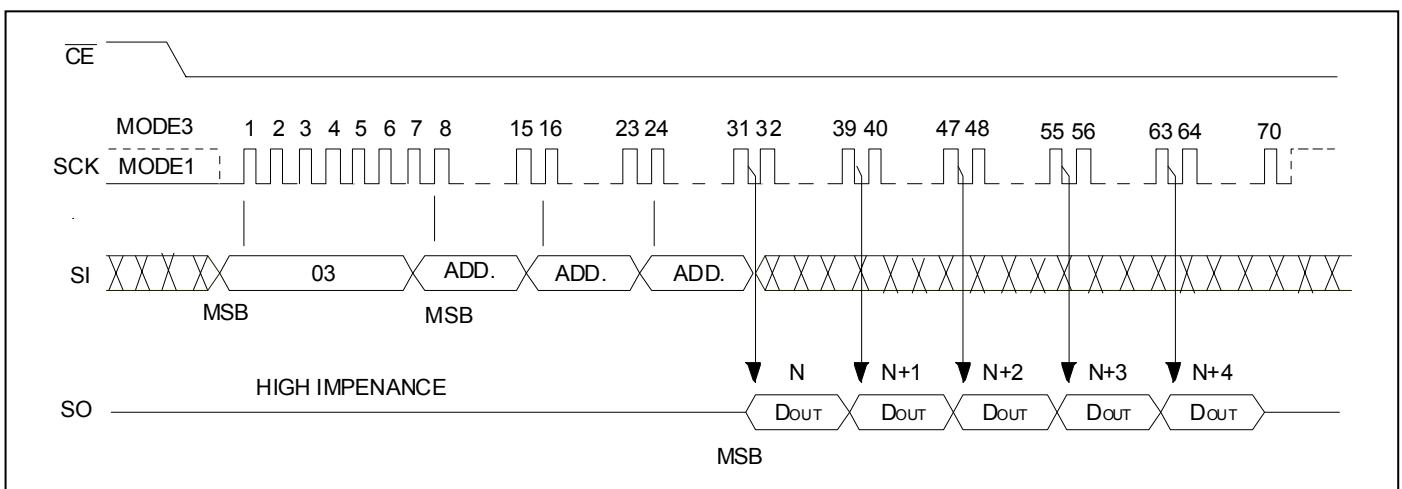 CE
MODE3 1 2 3 4 5 6 7 8 15 16 23 24 31 32 39 40 47 48 55 56 63 64 70
SCK MODE1
SI 03 ADD. ADD. ADD.
MSB MSB
N N+1 N+2 N+3 N+4
HIGH IMPENANCE
SO DOUT DOUT DOUT DOUT DOUT
MSB